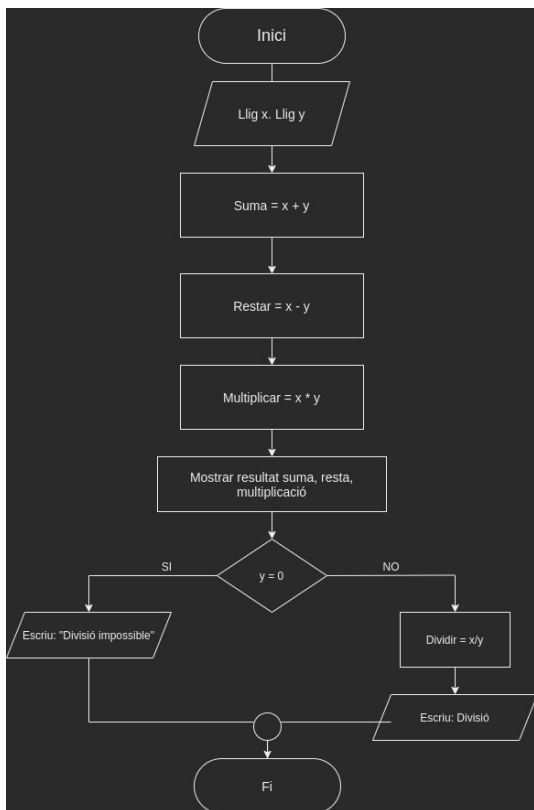 Inici
Llig x. Llig y
Suma = x + y
Restar = x - y
Multiplicar = x * y
Mostrar resultat suma, resta,
multiplicació
SI
y = 0
NO
Escriu: "Divisió impossible"
Dividir = x/y
Escriu: Divisió
Fi